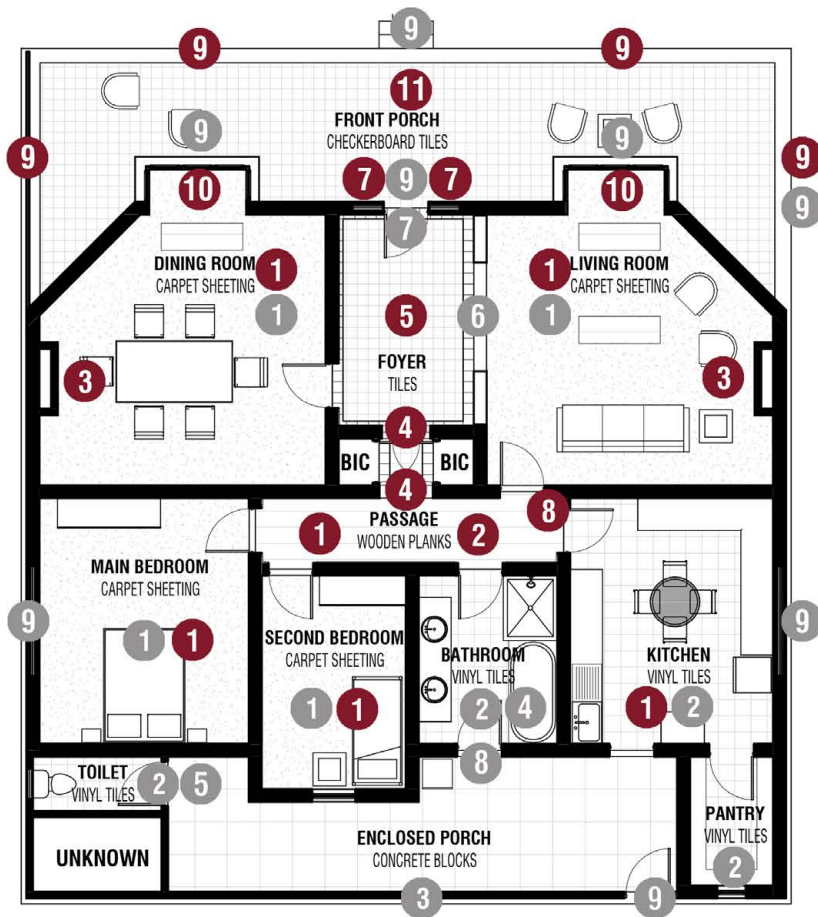 9
9
9
11
FRONT PORCH
CHECKERBOARD TILES
9
9
9
9
9
10
7
9
7
10
7
DINING ROOM
CARPET SHEETING
1
1
5
FOYER
TILES
6
1
LIVING ROOM
CARPET SHEETING
1
3
3
4
BIC
BIC
4
8
1
PASSAGE
WOODEN PLANKS
2
MAIN BEDROOM
CARPET SHEETING
1
1
9
SECOND BEDROOM
CARPET SHEETING
1
1
BATHROOM
VINYL TILES
2
4
8
KITCHEN
VINYL TILES
1
2
9
TOILET
VINYL TILES
2
5
UNKNOWN
ENCLOSED PORCH
CONCRETE BLOCKS
3
9
PANTRY
VINYL TILES
2